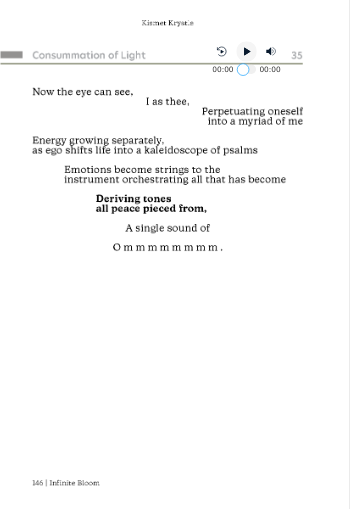 Kismet Krystle
Consummation of Light
35
00:00 00:00
Now the eye can see,
I as thee,
Perpetuating oneself
into a myriad of me
Energy growing separately,
as ego shifts life into a kaleidoscope of psalms
Emotions become strings to the
instrument orchestrating all that has become
Deriving tones
all peace pieced from,
A single sound of
O m m m m m m m m .
146 | Infinite Bloom